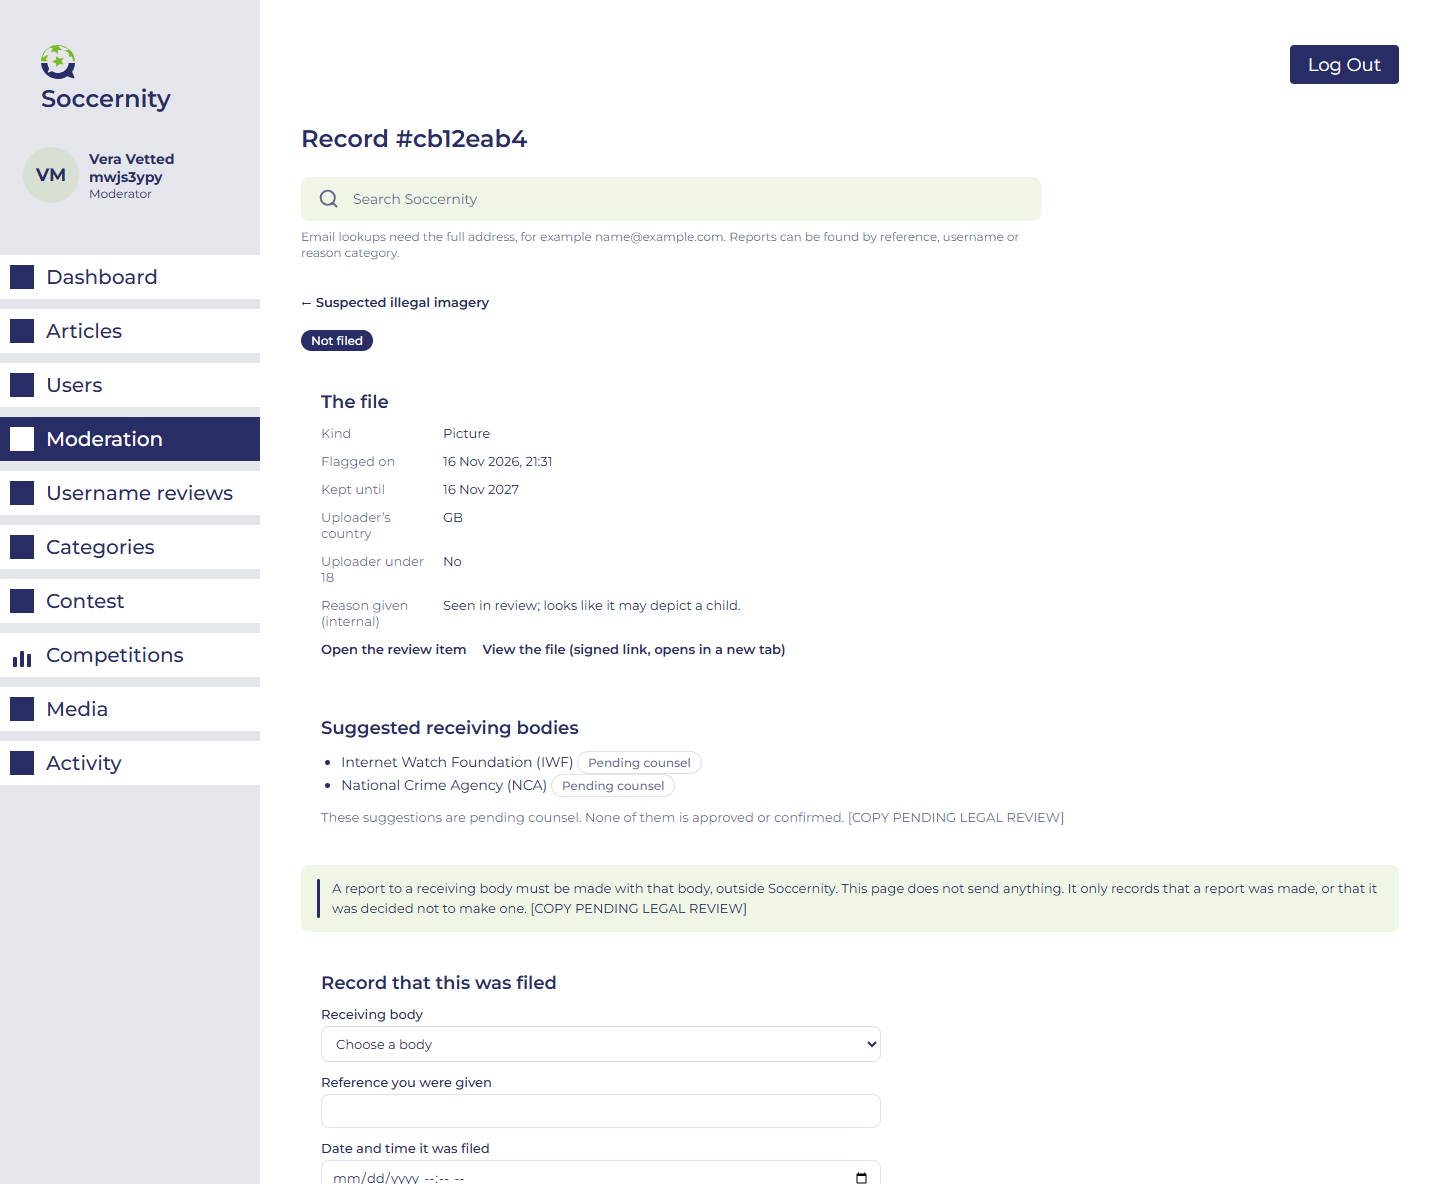 Soccernity
VM
Vera Vetted
mwjs3ypy
Moderator
Dashboard
Articles
Users
Moderation
Username reviews
Categories
Contest
Competitions
Media
Activity
Log Out
Record #cb12eab4
Search Soccernity
Email lookups need the full address, for example name@example.com. Reports can be found by reference, username or
reason category.
← Suspected illegal imagery
Not filed
The file
Kind
Picture
Flagged on
16 Nov 2026, 21:31
Kept until
16 Nov 2027
Uploader’s
country
GB
Uploader under
18
No
Reason given
(internal)
Seen in review; looks like it may depict a child.
Open the review item
View the file (signed link, opens in a new tab)
Suggested receiving bodies
• Internet Watch Foundation (IWF) Pending counsel
• National Crime Agency (NCA) Pending counsel
These suggestions are pending counsel. None of them is approved or confirmed. [COPY PENDING LEGAL REVIEW]
A report to a receiving body must be made with that body, outside Soccernity. This page does not send anything. It only records that a report was made, or that it
was decided not to make one. [COPY PENDING LEGAL REVIEW]
Record that this was filed
Receiving body
Choose a body
Reference you were given
Date and time it was filed
mm/dd/yyyy --:-- --